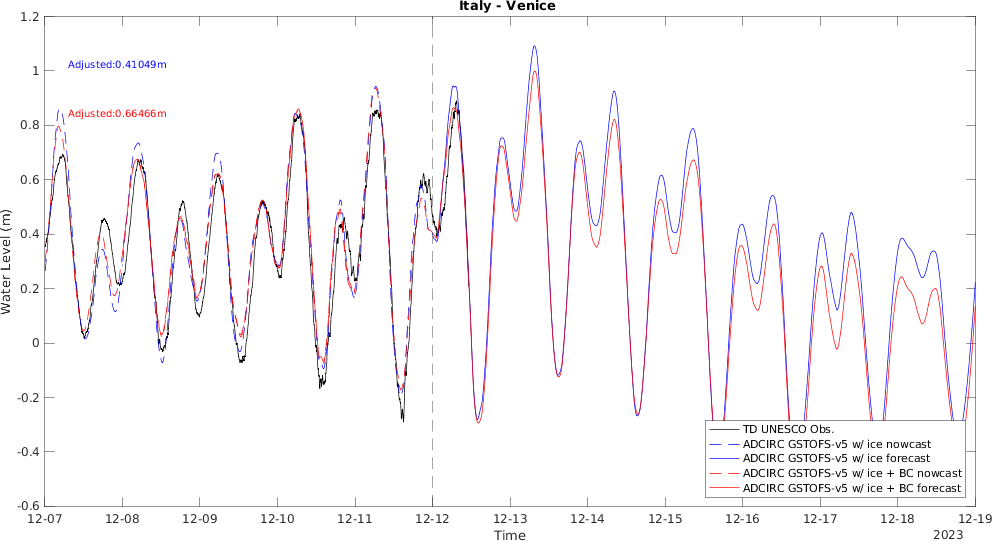 Italy - Venice
1.2
1
0.8
0.6
0.4
0.2
0
-0.2
-0.4
-0.6
Water Level (m)
Adjusted:0.41049m
Adjusted:0.66466m
TD UNESCO Obs.
ADCIRC GSTOFS-v5 w/ ice nowcast
ADCIRC GSTOFS-v5 w/ ice forecast
ADCIRC GSTOFS-v5 w/ ice + BC nowcast
ADCIRC GSTOFS-v5 w/ ice + BC forecast
12-07 12-08 12-09 12-10 12-11 12-12 12-13 12-14 12-15 12-16 12-17 12-18 12-19
Time
2023